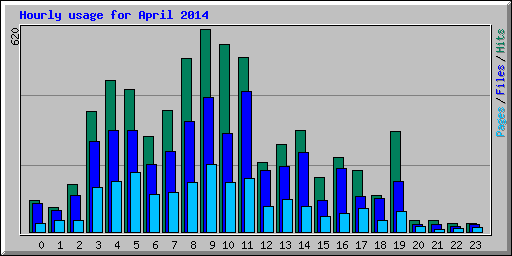 Hourly usage for April 2014
620
Pages / Files / Hits
0 1 2 3 4 5 6 7 8 9 10 11 12 13 14 15 16 17 18 19 20 21 22 23